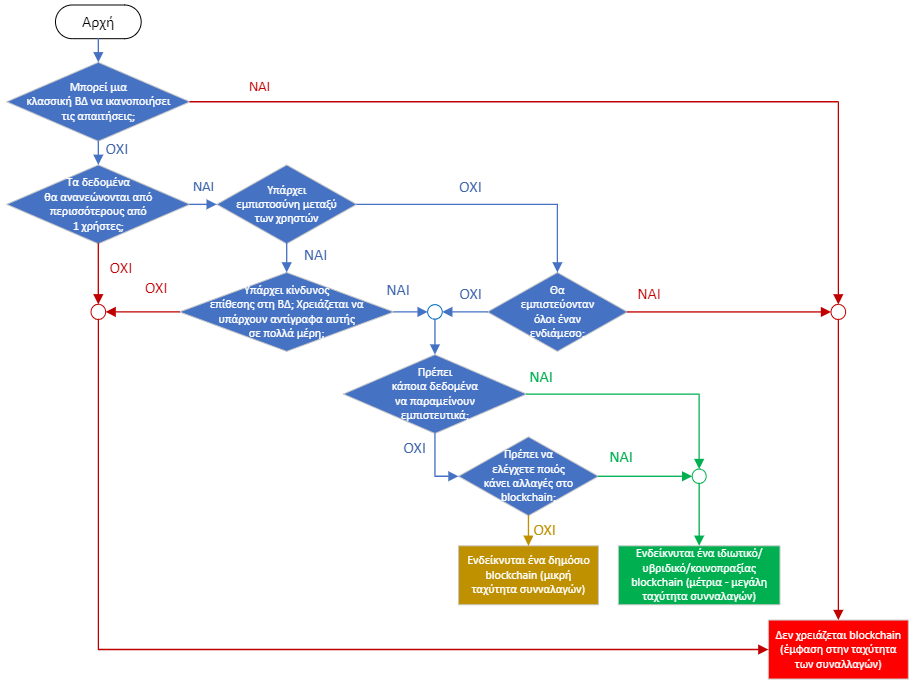 Αρχή
Μπορεί μια
κλασσική ΒΔ να ικανοποιήσει
τις απαιτήσεις;
ΝΑΙ
ΟΧΙ
Τα δεδομένα
θα ανανεώνονται από
περισσότερους από
1 χρήστες;
ΝΑΙ
Υπάρχει
εμπιστοσύνη μεταξύ
των χρηστών
ΟΧΙ
ΝΑΙ
ΟΧΙ
ΟΧΙ
Υπάρχει κίνδυνος
επίθεσης στη ΒΔ; Χρειάζεται να
υπάρχουν αντίγραφα αυτής
σε πολλά μέρη;
ΝΑΙ
ΟΧΙ
Θα
εμπιστεύονταν
όλοι έναν
ενδιάμεσο;
ΝΑΙ
Πρέπει
κάποια δεδομένα
να παραμείνουν
εμπιστευτικά;
ΝΑΙ
ΟΧΙ
Πρέπει να
ελέγχετε ποιός
κάνει αλλαγές στο
blockchain;
ΝΑΙ
ΟΧΙ
Ενδείκνυται ένα δημόσιο
blockchain (μικρή
ταχύτητα συνναλαγών)
Ενδείκνυται ένα ιδιωτικό/
υβριδικό/κοινοπραξίας
blockchain (μέτρια - μεγάλη
ταχύτητα συνναλαγών)
Δεν χρειάζεται blockchain
(έμφαση στην ταχύτητα
των συναλλαγών)